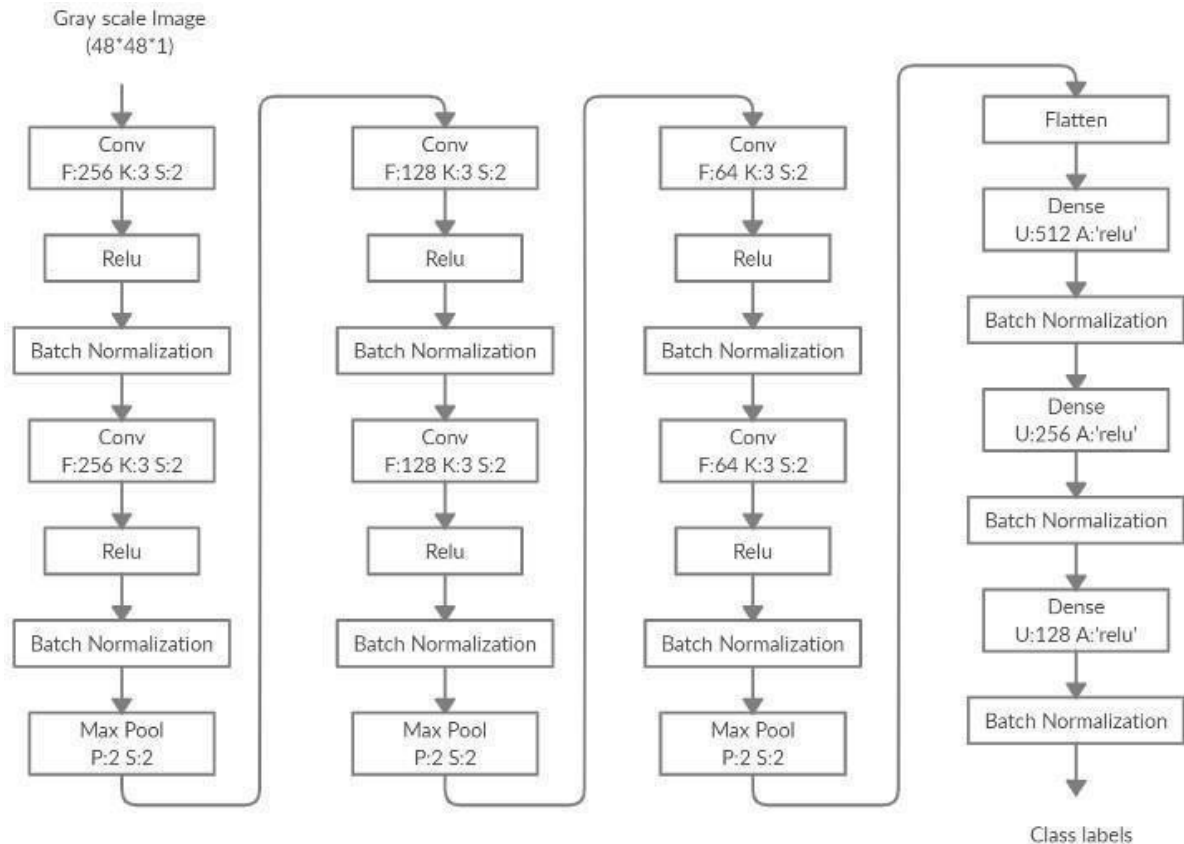 Gray scale Image
(48*48*1)
Conv
F:256 K:3 S:2
Relu
Batch Normalization
Conv
F:256 K:3 S:2
Relu
Batch Normalization
Max Pool
P:2 S:2
Conv
F:128 K:3 S:2
Relu
Batch Normalization
Conv
F:128 K:3 S:2
Relu
Batch Normalization
Max Pool
P:2 S:2
Conv
F:64 K:3 S:2
Relu
Batch Normalization
Conv
F:64 K:3 S:2
Relu
Batch Normalization
Max Pool
P:2 S:2
Flatten
Dense
U:512 A:'relu'
Batch Normalization
Dense
U:256 A:'relu'
Batch Normalization
Dense
U:128 A:'relu'
Batch Normalization
Class labels